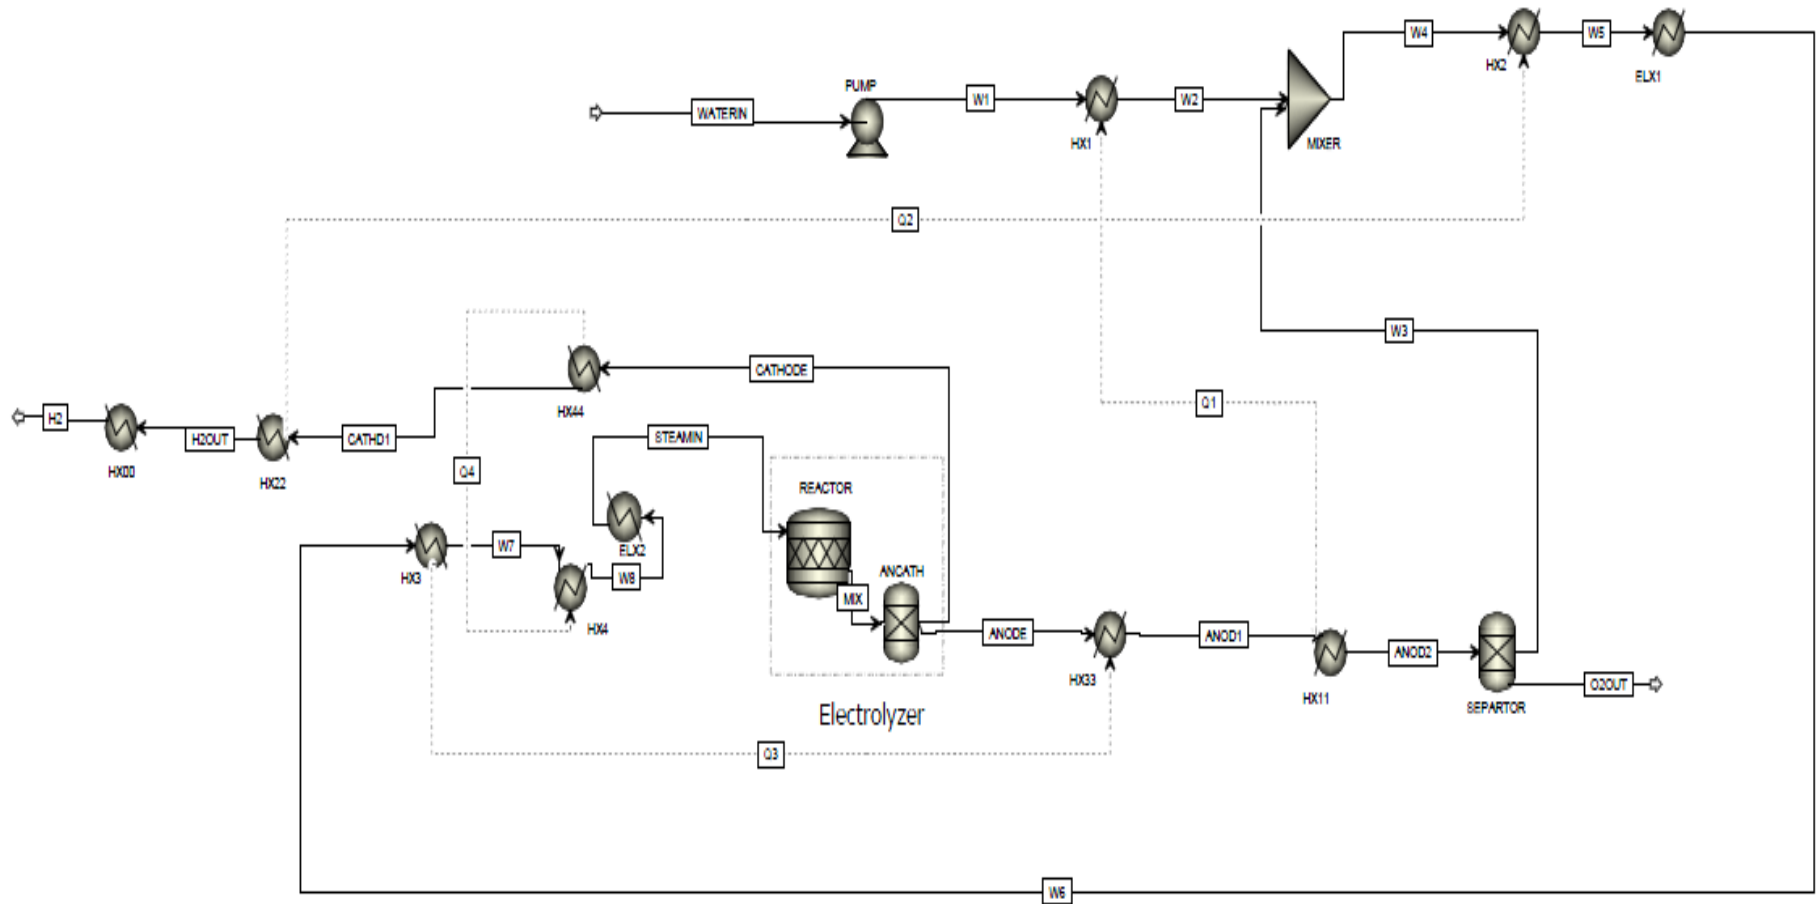 W4
W5
HX2
ELX1
PUMP
W1
W2
WATERIN
HX1
MIXER
Q2
W3
CATHODE
Q1
HX44
H2
H2OUT
CATHD1
STEAMIN
HX00
HX22
Q4
REACTOR
W7
ELX2
HX3
W8
ANCATH
MIX
HX4
ANODE
ANOD1
ANOD2
HX33
HX11
O2OUT
SEPARTOR
Electrolyzer
Q3
W6